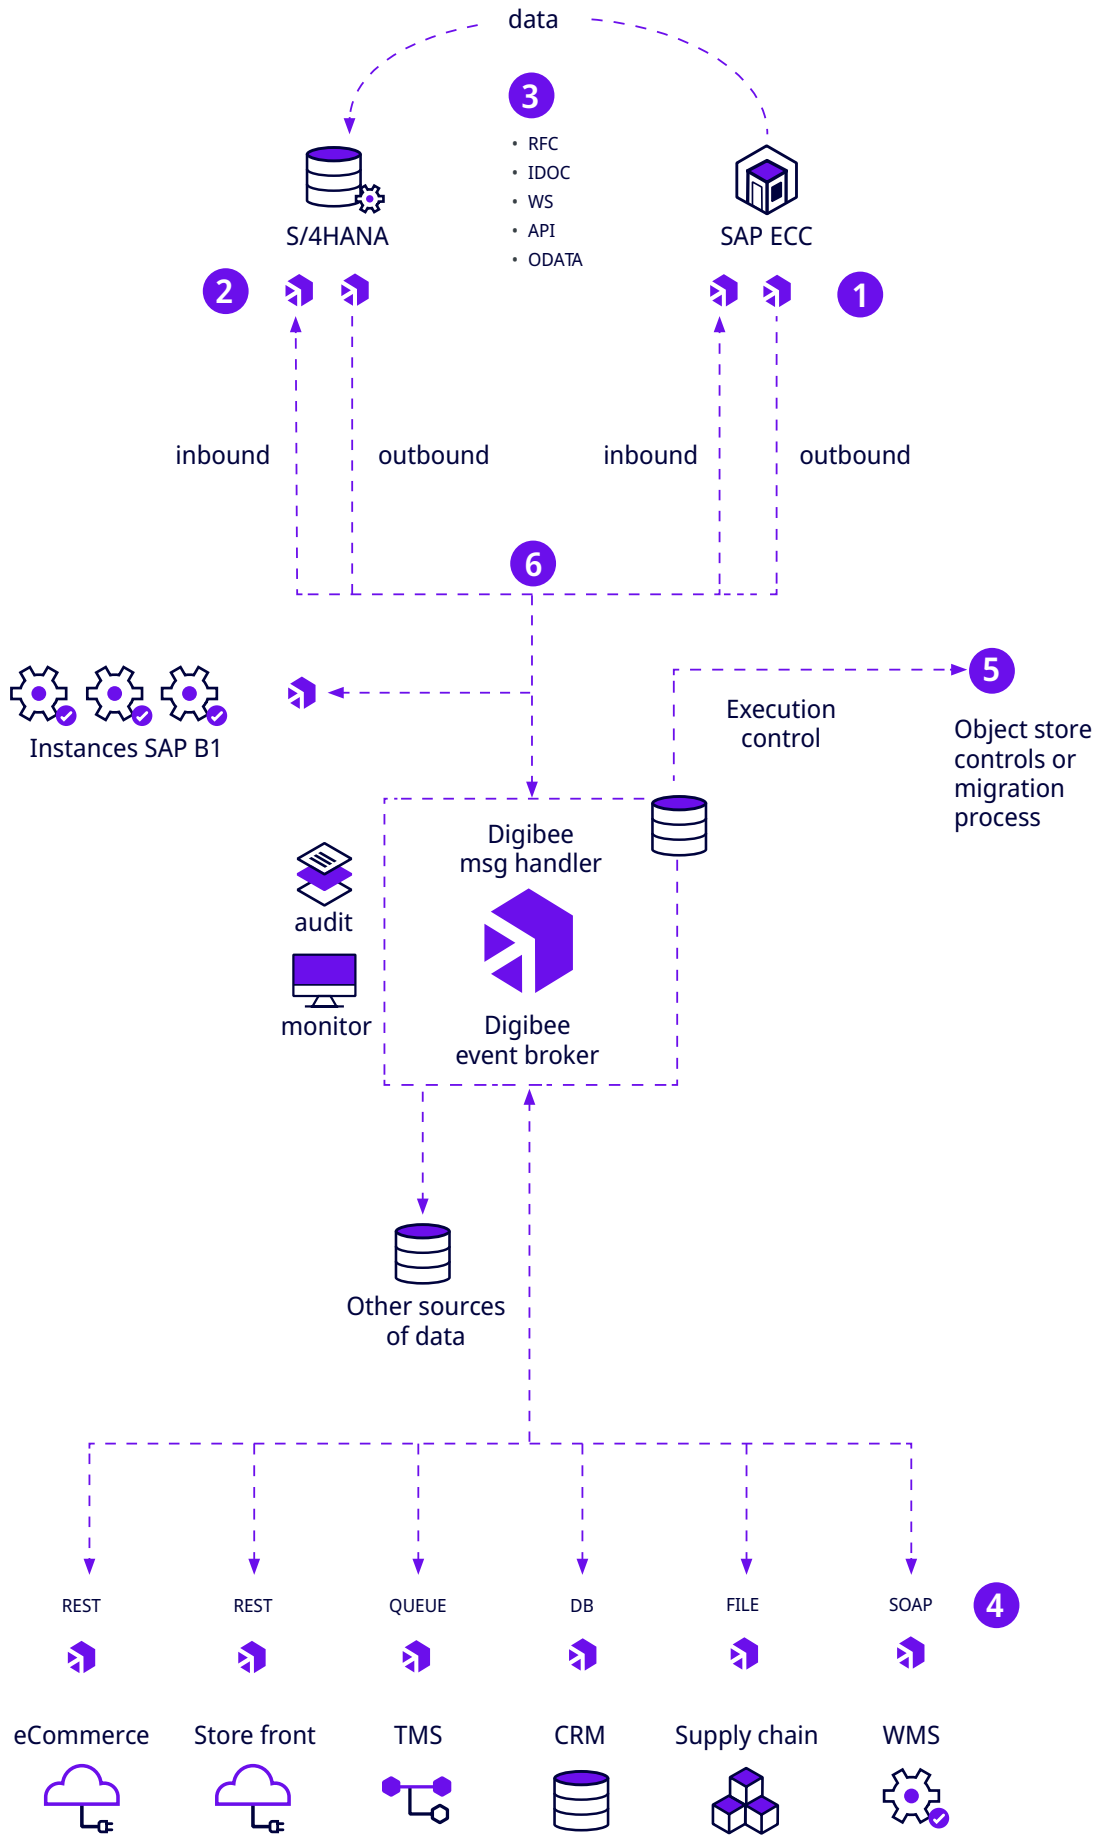 data
3
• RFC
• IDOC
• WS
• API
• ODATA
S/4HANA
SAP ECC
2
1
inbound
outbound
inbound
outbound
6
Instances SAP B1
5
Execution
control
Object store
controls or
migration
process
Digibee
msg handler
audit
monitor
Digibee
event broker
Other sources
of data
REST
REST
QUEUE
DB
FILE
SOAP
4
eCommerce
Store front
TMS
CRM
Supply chain
WMS